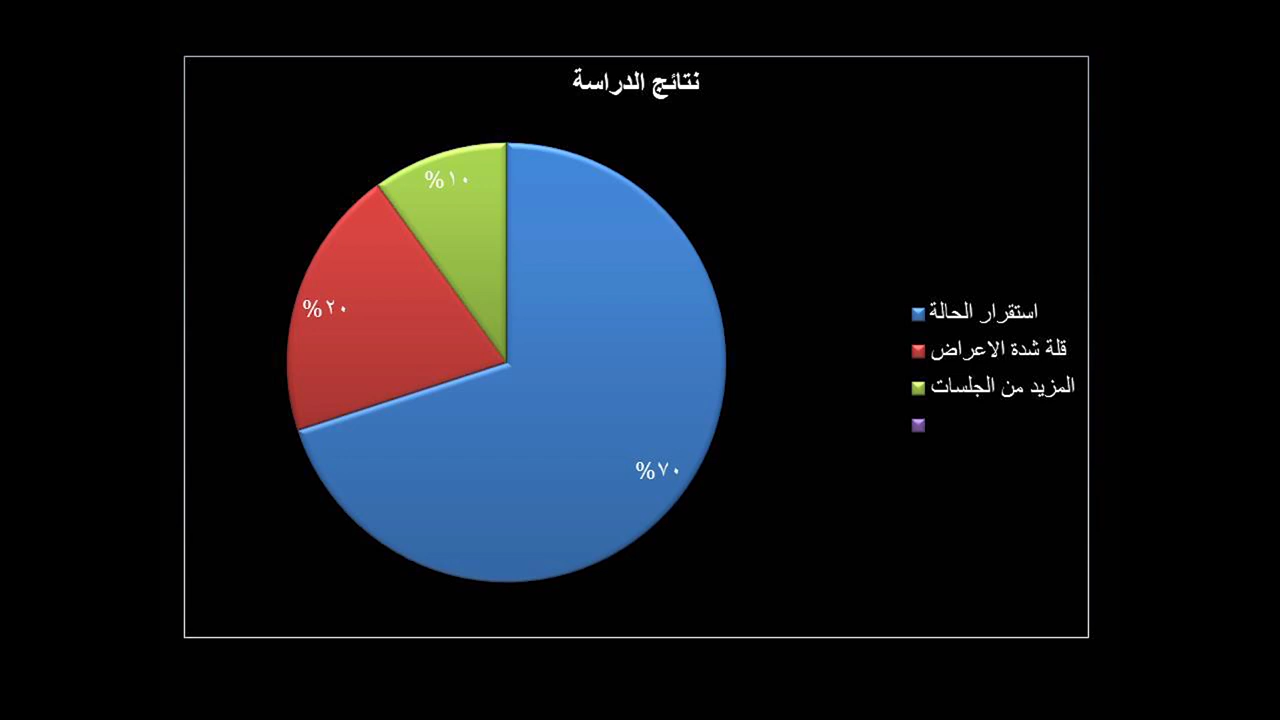 نتائج الدراسة
%١٠
%٢٠
%٧٠
استقرار الحالة
قلة شدة الاعراض
المزيد من الجلسات